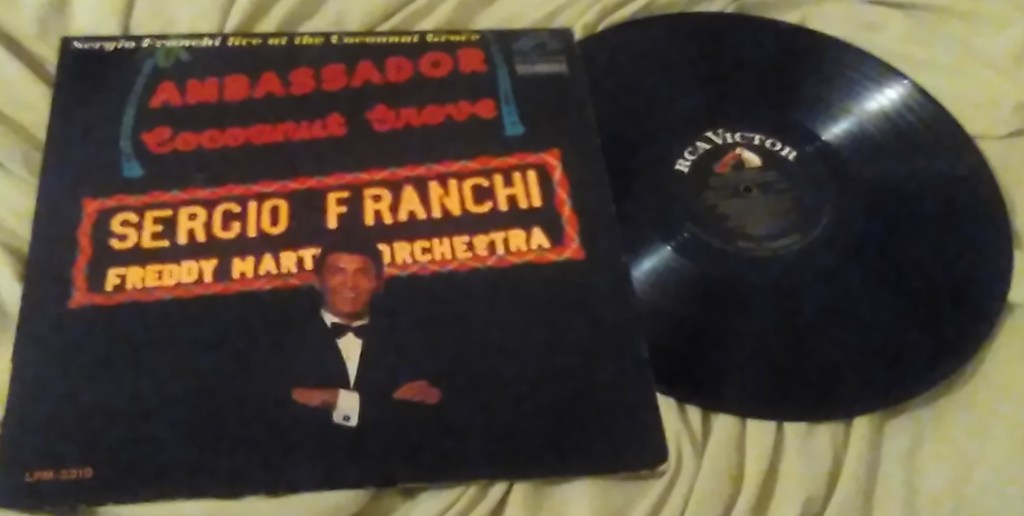 Sergio Franchi live at the Cocoanut Grove
AMBASSADOR
Cocoanut Grove
SERGIO FRANCHI
FREDDY MART ORCHESTRA
LPM-3310
RCA VICTOR